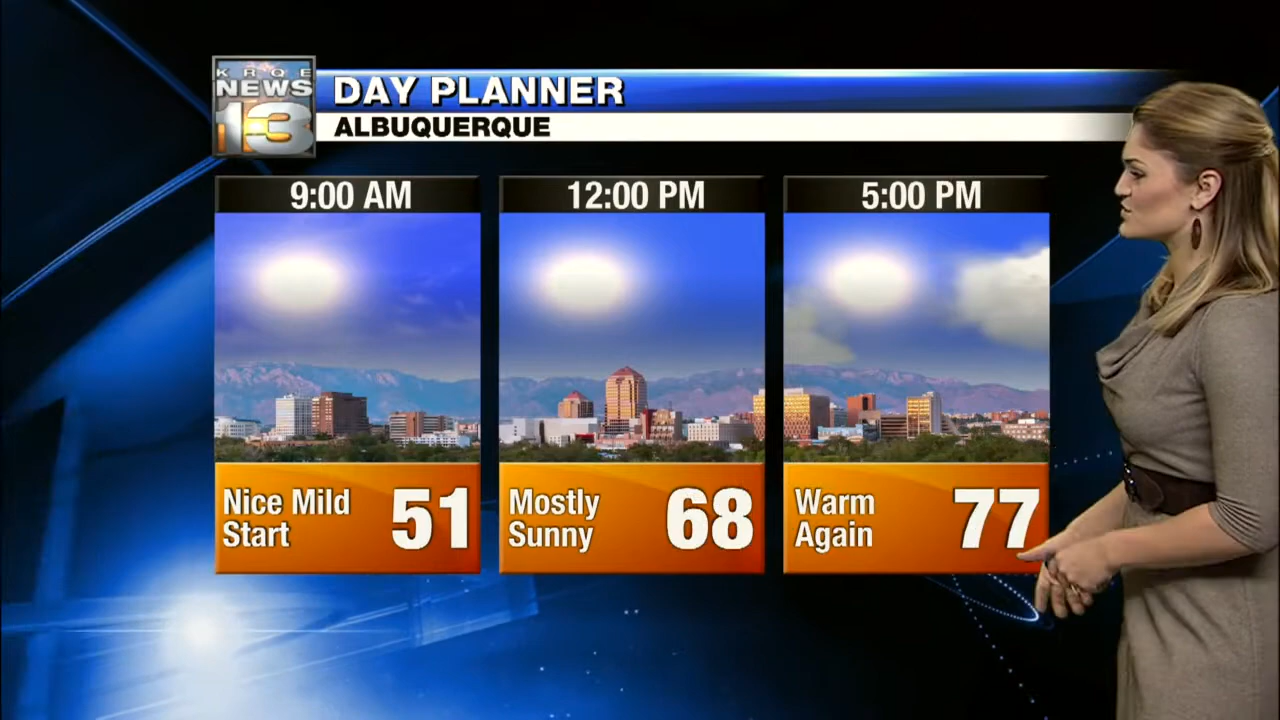 KRQE
NEWS
13
DAY PLANNER
ALBUQUERQUE
9:00 AM
12:00 PM
5:00 PM
Nice Mild
Start
51
Mostly
Sunny
68
Warm
Again
77